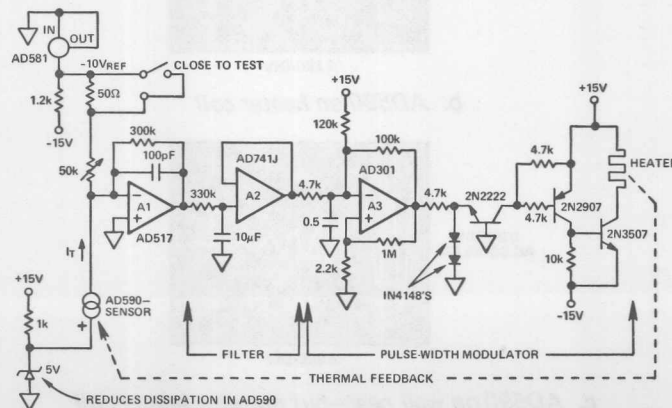 IN
OUT
AD581
-10V REF
CLOSE TO TEST
50Ω
1.2k
-15V
300k
100pF
50k
A1
AD517
330k
AD741J
A2
10µF
4.7k
0.5
+15V
120k
100k
AD301
A3
1M
2.2k
4.7k
2N2222
IN4148'S
4.7k
4.7k
+15V
HEATER
2N2907
2N3507
10k
-15V
I T
+15V
1k
AD590-
SENSOR
+
5V
FILTER
PULSE-WIDTH MODULATOR
THERMAL FEEDBACK
REDUCES DISSIPATION IN AD590